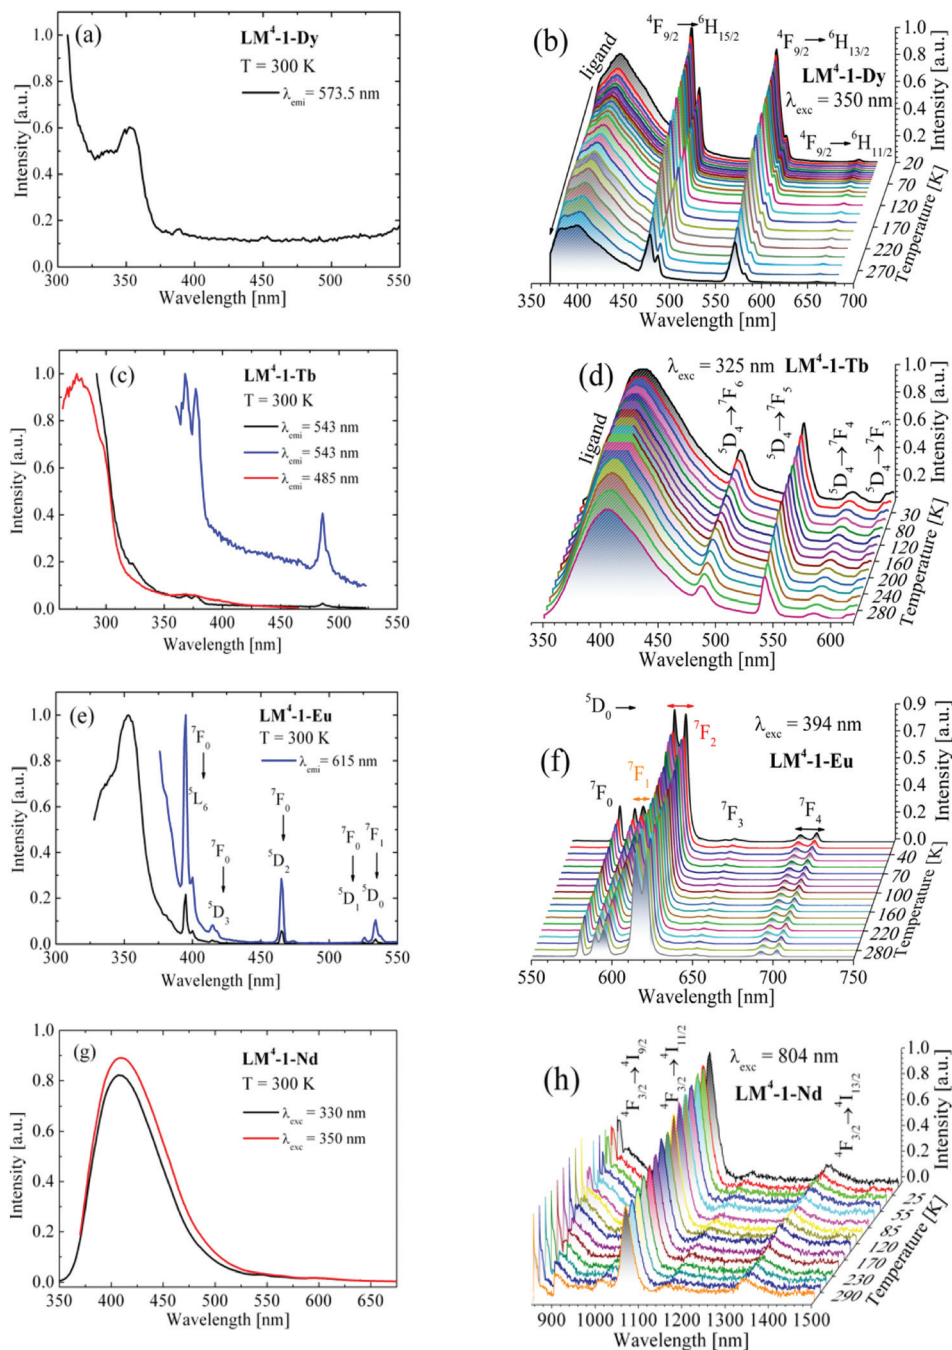 (a)
LM⁴-1-Dy
T = 300 K
λemi = 573.5 nm
Intensity [a.u.]
1.0
0.8
0.6
0.4
0.2
0.0
300 350 400 450 500 550
Wavelength [nm]
(b)
⁴F9/2 → ⁶H15/2
⁴F9/2 → ⁶H13/2
LM⁴-1-Dy
λexc = 350 nm
⁴F9/2 → ⁶H11/2
ligand
1.0
0.8
0.6
0.4
0.2
Intensity [a.u.]
20
70
120
170
220
270
Temperature [K]
350 400 450 500 550 600 650 700
Wavelength [nm]
(c)
LM⁴-1-Tb
T = 300 K
λemi = 543 nm
λemi = 543 nm
λemi = 485 nm
Intensity [a.u.]
1.0
0.8
0.6
0.4
0.2
0.0
300 350 400 450 500 550
Wavelength [nm]
(d)
λexc = 325 nm LM⁴-1-Tb
ligand
⁵D4 → ⁷F6
⁵D4 → ⁷F5
⁵D4 → ⁷F4
⁵D4 → ⁷F3
1.0
0.8
0.6
0.4
0.2
Intensity [a.u.]
30
80
120
160
200
240
280
Temperature [K]
350 400 450 500 550 600
Wavelength [nm]
(e)
LM⁴-1-Eu
T = 300 K
λemi = 615 nm
⁷F0
⁵L6
⁷F0
⁵D3
⁷F0
⁵D2
⁷F0
⁵D1
⁷F1
⁵D0
Intensity [a.u.]
1.0
0.8
0.6
0.4
0.2
0.0
300 350 400 450 500 550
Wavelength [nm]
(f)
⁵D0 →
⁷F2
λexc = 394 nm
LM⁴-1-Eu
⁷F0
⁷F1
⁷F3
⁷F4
0.9
0.8
0.6
0.4
0.2
0.0
Intensity [a.u.]
40
70
100
160
220
280
Temperature [K]
550 600 650 700 750
Wavelength [nm]
(g)
LM⁴-1-Nd
T = 300 K
λexc = 330 nm
λexc = 350 nm
Intensity [a.u.]
1.0
0.8
0.6
0.4
0.2
0.0
350 400 450 500 550 600 650
Wavelength [nm]
(h)
⁴F3/2 → ⁴I9/2
⁴F3/2 → ⁴I11/2
⁴F3/2 → ⁴I13/2
λexc = 804 nm
LM⁴-1-Nd
1.0
0.8
0.6
0.4
0.2
0.0
Intensity [a.u.]
25
55
85
120
170
230
290
Temperature [K]
900 1000 1100 1200 1300 1400 1500
Wavelength [nm]